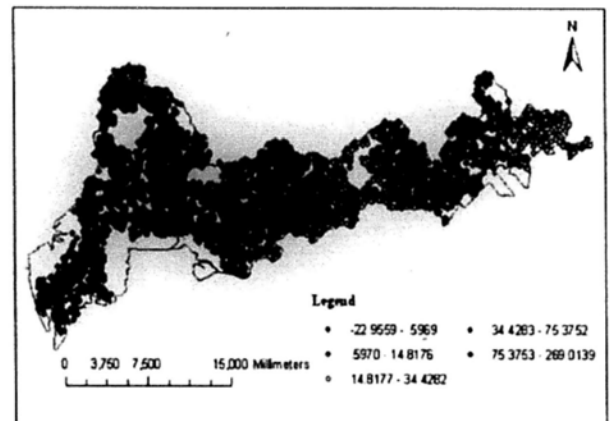 N
Legend
-22.9559 - 5969 34.4283 - 75.3752
5970 - 14.8176 75.3753 - 269.0139
14.8177 - 34.4282
0 3,750 7,500 15,000 Millimeters